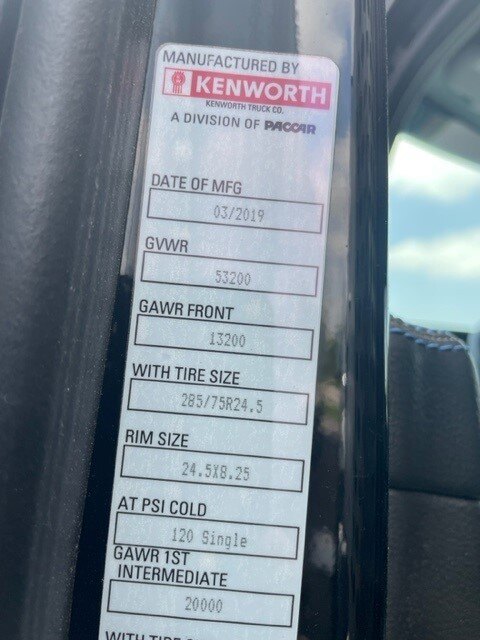 MANUFACTURED BY
KENWORTH
KENWORTH TRUCK CO.
A DIVISION OF PACCAR
DATE OF MFG
03/2019
GVWR
53200
GAWR FRONT
13200
WITH TIRE SIZE
285/75R24.5
RIM SIZE
24.5X8.25
AT PSI COLD
120 Single
GAWR 1ST
INTERMEDIATE
20000
WITH TIRE